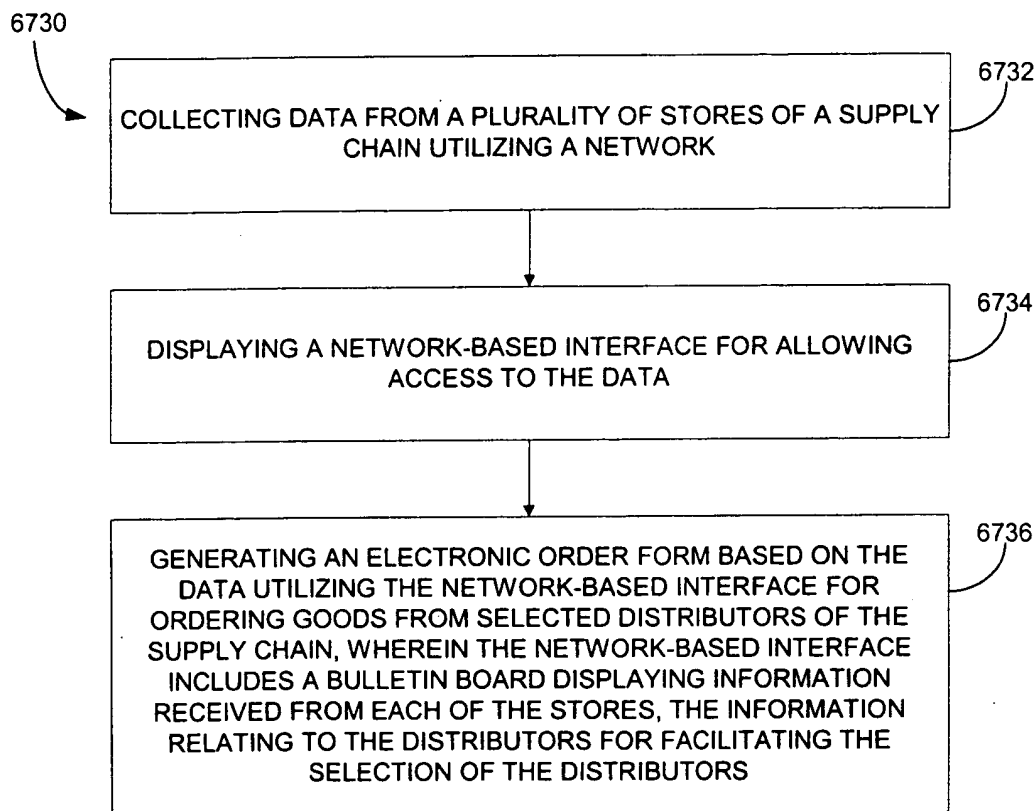 6730
6732
COLLECTING DATA FROM A PLURALITY OF STORES OF A SUPPLY
CHAIN UTILIZING A NETWORK
6734
DISPLAYING A NETWORK-BASED INTERFACE FOR ALLOWING
ACCESS TO THE DATA
6736
GENERATING AN ELECTRONIC ORDER FORM BASED ON THE
DATA UTILIZING THE NETWORK-BASED INTERFACE FOR
ORDERING GOODS FROM SELECTED DISTRIBUTORS OF THE
SUPPLY CHAIN, WHEREIN THE NETWORK-BASED INTERFACE
INCLUDES A BULLETIN BOARD DISPLAYING INFORMATION
RECEIVED FROM EACH OF THE STORES, THE INFORMATION
RELATING TO THE DISTRIBUTORS FOR FACILITATING THE
SELECTION OF THE DISTRIBUTORS